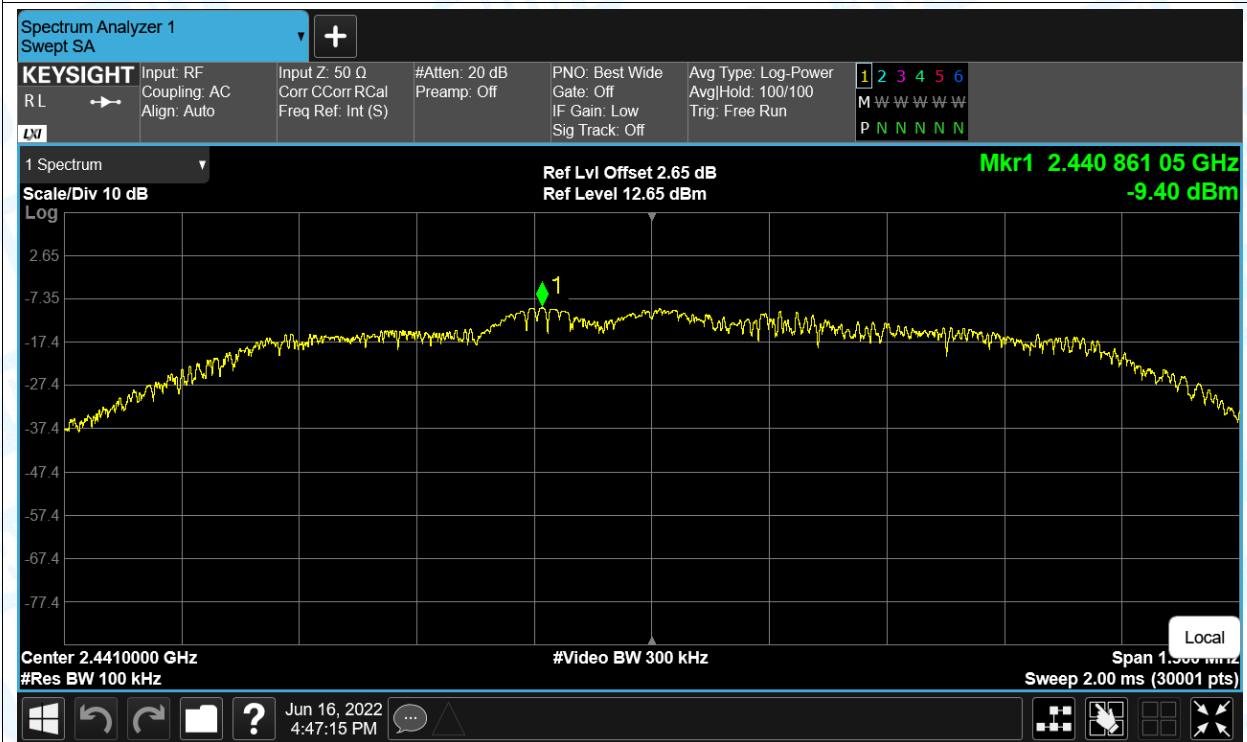 Spectrum Analyzer 1
Swept SA
KEYSIGHT
R L
LXI
Input: RF
Coupling: AC
Align: Auto
Input Z: 50 Ω
Corr CCorr RCal
Freq Ref: Int (S)
#Atten: 20 dB
Preamp: Off
PNO: Best Wide
Gate: Off
IF Gain: Low
Sig Track: Off
Avg Type: Log-Power
Avg|Hold: 100/100
Trig: Free Run
1 2 3 4 5 6
M W W W W W
P N N N N N
1 Spectrum
Scale/Div 10 dB
Log
Ref Lvl Offset 2.65 dB
Ref Level 12.65 dBm
Mkr1 2.440 861 05 GHz
-9.40 dBm
1
2.65
-7.35
-17.4
-27.4
-37.4
-47.4
-57.4
-67.4
-77.4
Local
Center 2.4410000 GHz
#Video BW 300 kHz
Span
#Res BW 100 kHz
Sweep 2.00 ms (30001 pts)
?
Jun 16, 2022
4:47:15 PM